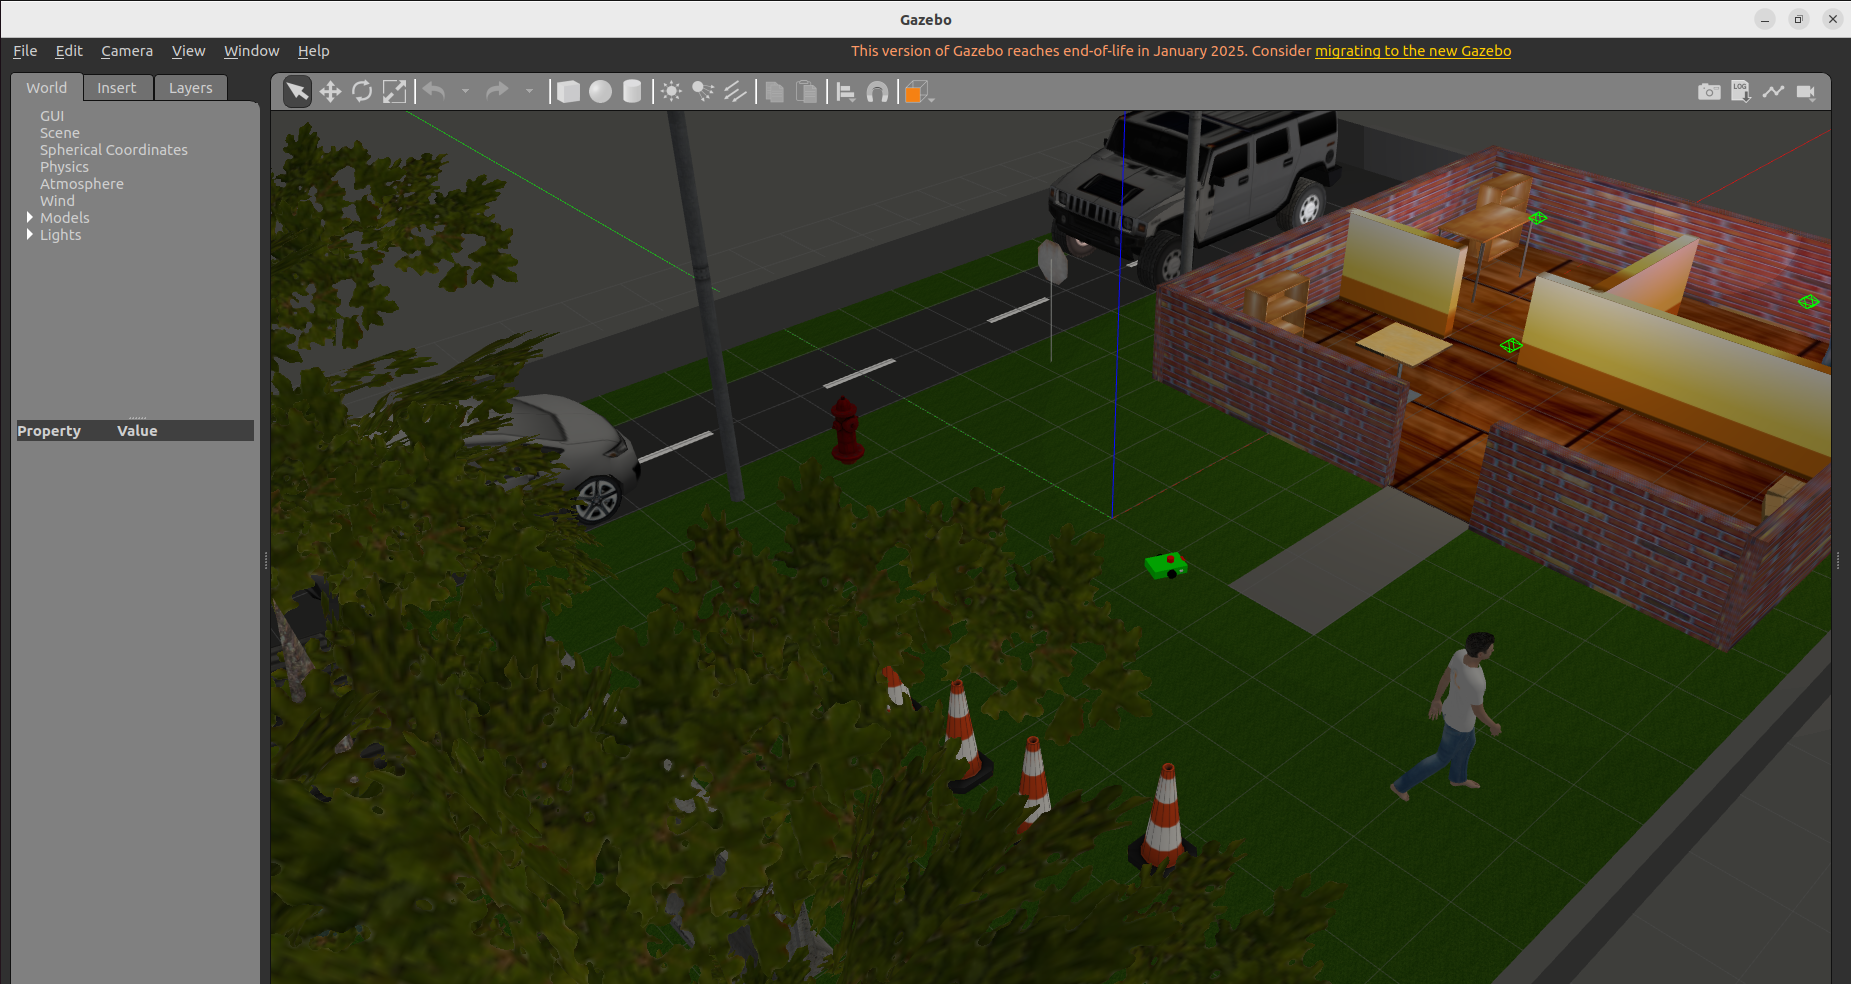 Gazebo
File Edit Camera View Window Help
This version of Gazebo reaches end-of-life in January 2025. Consider migrating to the new Gazebo
World Insert Layers
LOG
GUI
Scene
Spherical Coordinates
Physics
Atmosphere
Wind
Models
Lights
Property Value